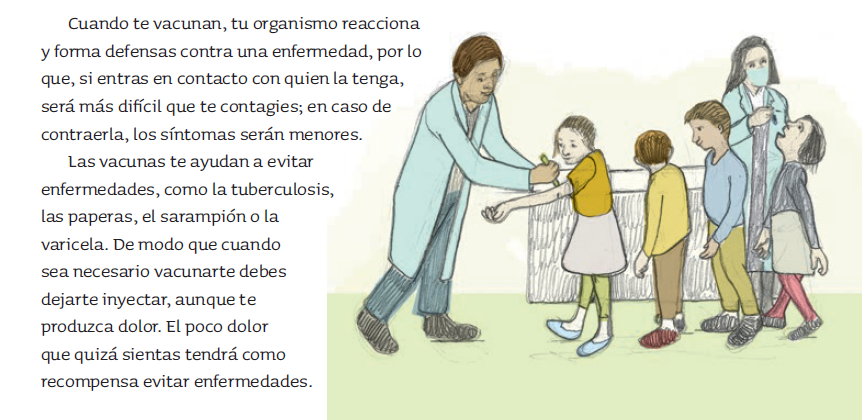 Cuando te vacunan, tu organismo reacciona
y forma defensas contra una enfermedad, por lo
que, si entras en contacto con quien la tenga,
será más difícil que te contagies; en caso de
contraerla, los síntomas serán menores.
Las vacunas te ayudan a evitar
enfermedades, como la tuberculosis,
las paperas, el sarampión o la
varicela. De modo que cuando
sea necesario vacunarte debes
dejarte inyectar, aunque te
produzca dolor. El poco dolor
que quizá sientas tendrá como
recompensa evitar enfermedades.